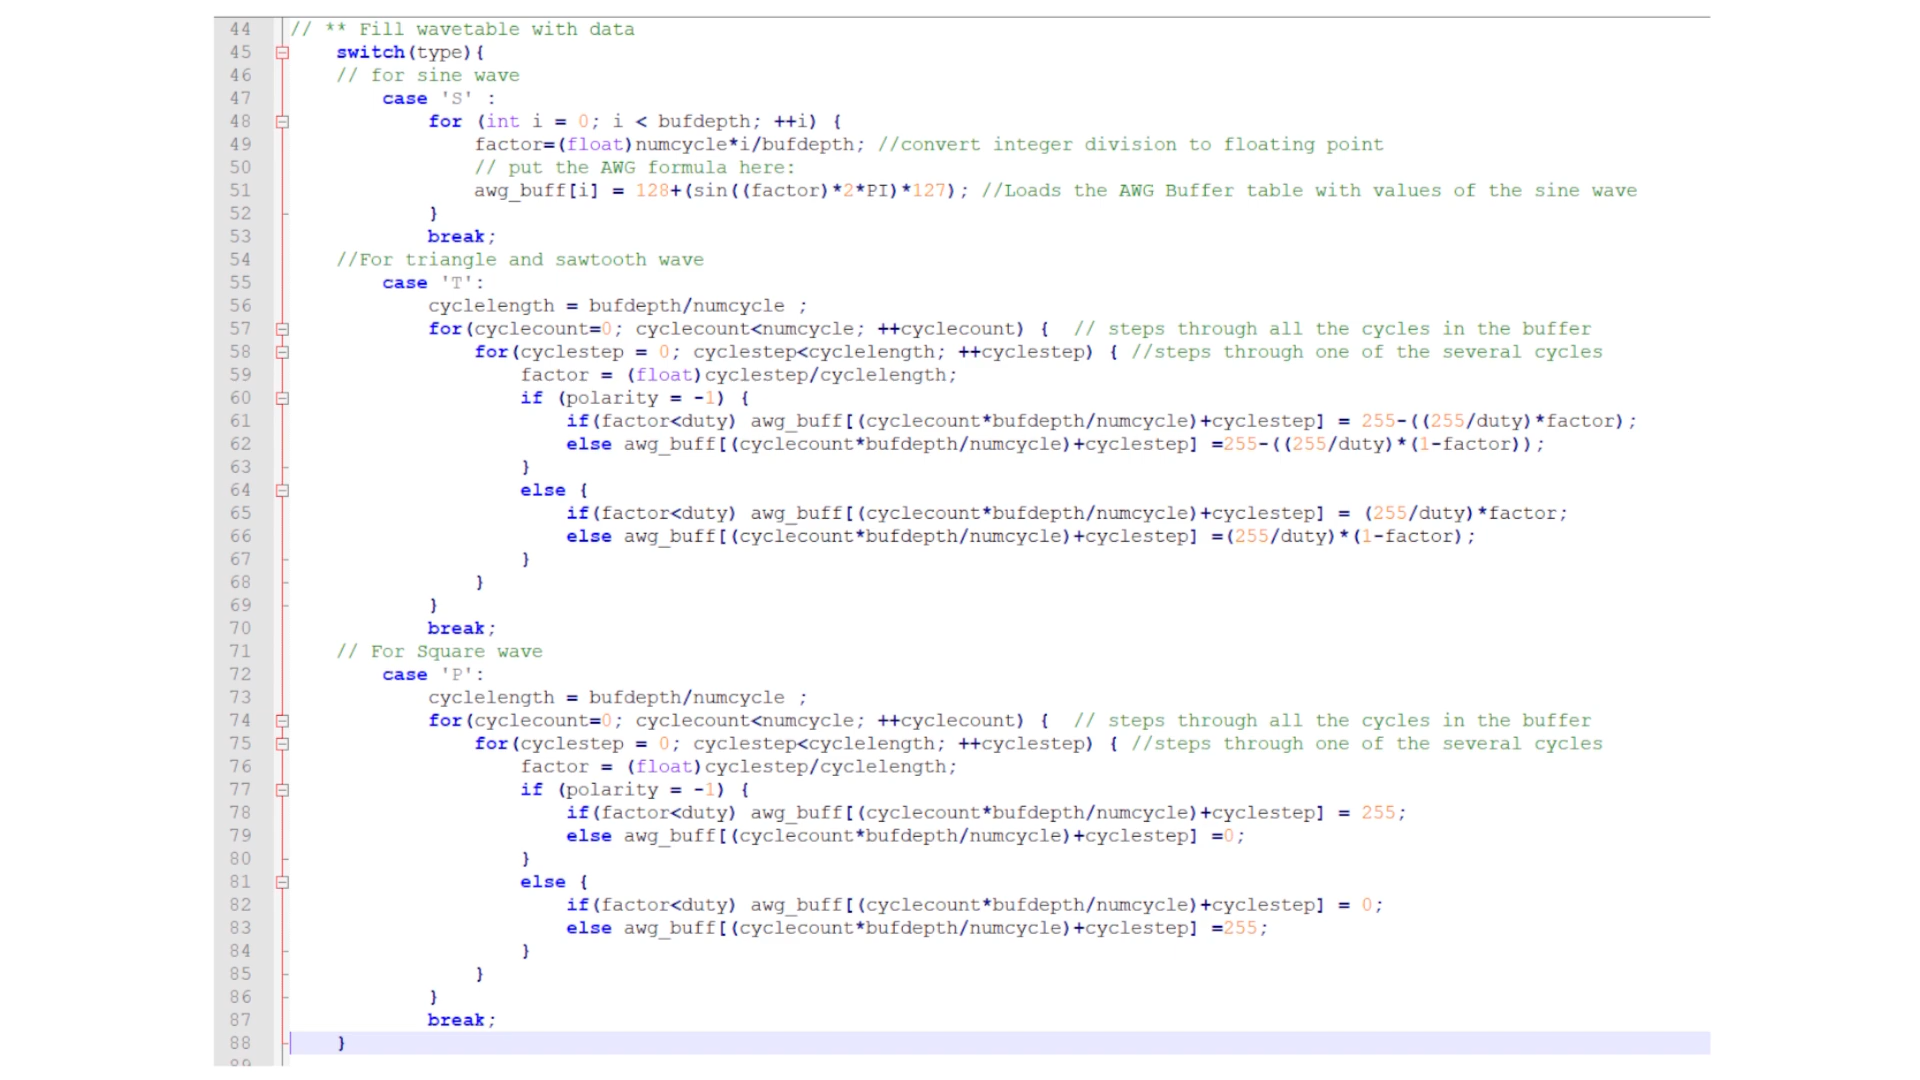 44 // ** Fill wavetable with data
45 switch(type){
46 // for sine wave
47 case 'S' :
48 for (int i = 0; i < bufdepth; ++i) {
49 factor=(float)numcycle*i/bufdepth; //convert integer division to floating point
50 // put the AWG formula here:
51 awg_buff[i] = 128+(sin((factor)*2*PI)*127); //Loads the AWG Buffer table with values of the sine wave
52 }
53 break;
54 //For triangle and sawtooth wave
55 case 'T':
56 cyclelength = bufdepth/numcycle ;
57 for(cyclecount=0; cyclecount<numcycle; ++cyclecount) { // steps through all the cycles in the buffer
58 for(cyclestep = 0; cyclestep<cyclelength; ++cyclestep) { //steps through one of the several cycles
59 factor = (float)cyclestep/cyclelength;
60 if (polarity = -1) {
61 if(factor<duty) awg_buff[(cyclecount*bufdepth/numcycle)+cyclestep] = 255-((255/duty)*factor);
62 else awg_buff[(cyclecount*bufdepth/numcycle)+cyclestep] =255-((255/duty)*(1-factor));
63 }
64 else {
65 if(factor<duty) awg_buff[(cyclecount*bufdepth/numcycle)+cyclestep] = (255/duty)*factor;
66 else awg_buff[(cyclecount*bufdepth/numcycle)+cyclestep] =(255/duty)*(1-factor);
67 }
68 }
69 }
70 break;
71 // For Square wave
72 case 'P':
73 cyclelength = bufdepth/numcycle ;
74 for(cyclecount=0; cyclecount<numcycle; ++cyclecount) { // steps through all the cycles in the buffer
75 for(cyclestep = 0; cyclestep<cyclelength; ++cyclestep) { //steps through one of the several cycles
76 factor = (float)cyclestep/cyclelength;
77 if (polarity = -1) {
78 if(factor<duty) awg_buff[(cyclecount*bufdepth/numcycle)+cyclestep] = 255;
79 else awg_buff[(cyclecount*bufdepth/numcycle)+cyclestep] =0;
80 }
81 else {
82 if(factor<duty) awg_buff[(cyclecount*bufdepth/numcycle)+cyclestep] = 0;
83 else awg_buff[(cyclecount*bufdepth/numcycle)+cyclestep] =255;
84 }
85 }
86 }
87 break;
88 }
89